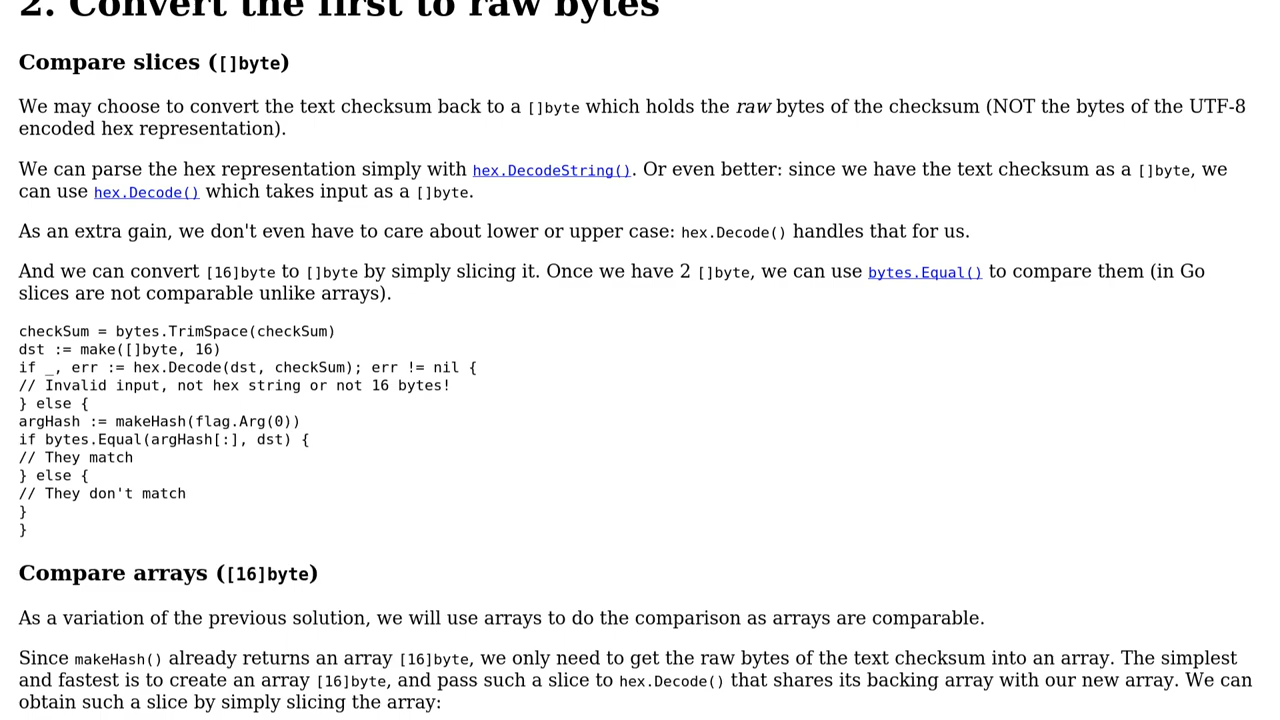 2. Convert the first to raw bytes
Compare slices ([]byte)
We may choose to convert the text checksum back to a []byte which holds the raw bytes of the checksum (NOT the bytes of the UTF-8
encoded hex representation).
We can parse the hex representation simply with hex.DecodeString(). Or even better: since we have the text checksum as a []byte, we
can use hex.Decode() which takes input as a []byte.
As an extra gain, we don't even have to care about lower or upper case: hex.Decode() handles that for us.
And we can convert [16]byte to []byte by simply slicing it. Once we have 2 []byte, we can use bytes.Equal() to compare them (in Go
slices are not comparable unlike arrays).
checkSum = bytes.TrimSpace(checkSum)
dst := make([]byte, 16)
if _, err := hex.Decode(dst, checkSum); err != nil {
// Invalid input, not hex string or not 16 bytes!
} else {
argHash := makeHash(flag.Arg(0))
if bytes.Equal(argHash[:], dst) {
// They match
} else {
// They don't match
}
}
Compare arrays ([16]byte)
As a variation of the previous solution, we will use arrays to do the comparison as arrays are comparable.
Since makeHash() already returns an array [16]byte, we only need to get the raw bytes of the text checksum into an array. The simplest
and fastest is to create an array [16]byte, and pass such a slice to hex.Decode() that shares its backing array with our new array. We can
obtain such a slice by simply slicing the array: